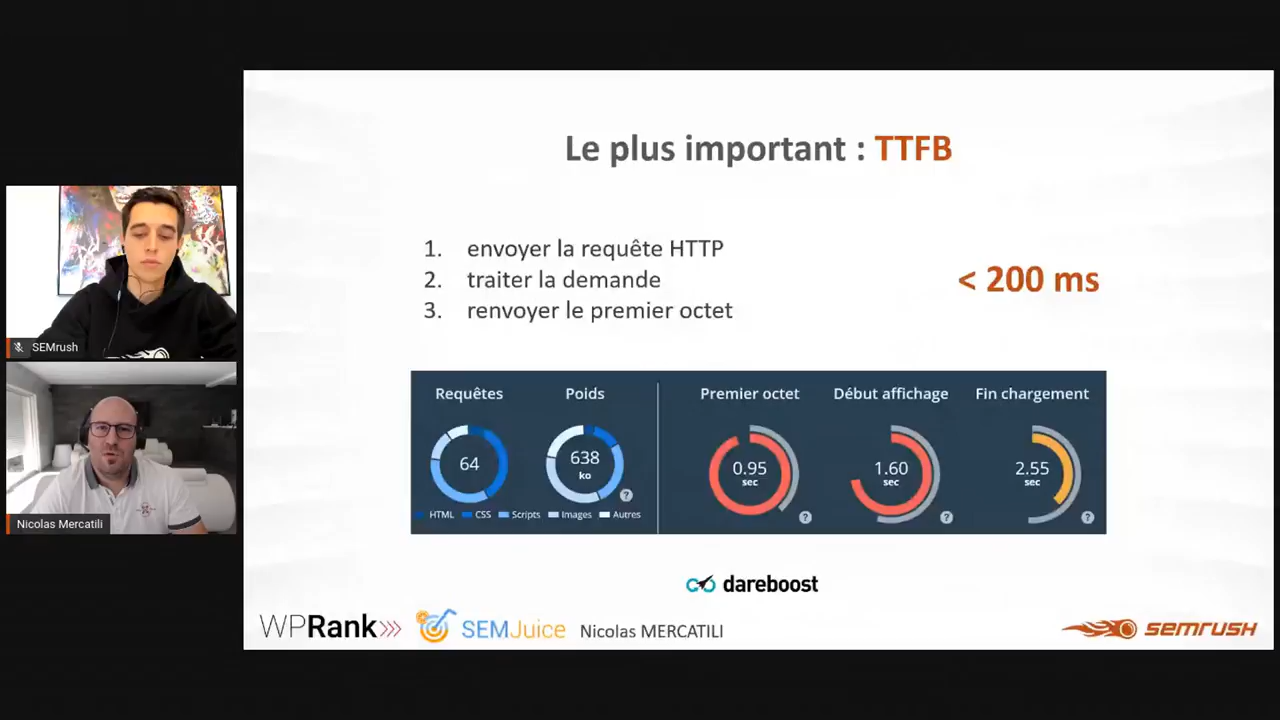 Le plus important : TTFB
1. envoyer la requête HTTP
2. traiter la demande
3. renvoyer le premier octet
< 200 ms
SEMrush
Nicolas Mercatili
Requêtes
Poids
Premier octet
Début affichage
Fin chargement
64
638
ko
?
0.95
sec
?
1.60
sec
?
2.55
sec
?
HTML CSS Scripts Images Autres
dareboost
WPRank
SEMJuice
Nicolas MERCATILI
semrush